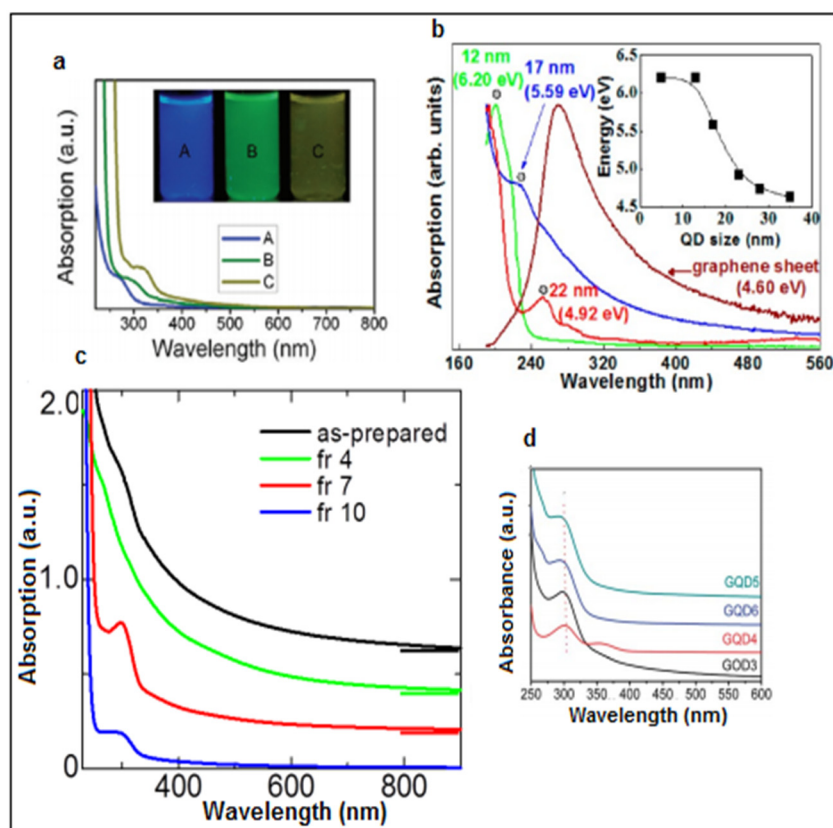 a
Absorption (a.u.)
A
B
C
A
B
C
300 400 500 600 700 800
Wavelength (nm)
b
Absorption (arb. units)
12 nm
(6.20 eV)
17 nm
(5.59 eV)
22 nm
(4.92 eV)
graphene sheet
(4.60 eV)
160 240 320 400 480 560
Wavelength (nm)
Energy (eV)
6.5
6.0
5.5
5.0
4.5
0 10 20 30 40
QD size (nm)
c
Absorption (a.u.)
2.0
1.0
0
as-prepared
fr 4
fr 7
fr 10
400 600 800
Wavelength (nm)
d
Absorbance (a.u.)
GQD5
GQD6
GQD4
GOD3
250 300 350 400 450 500 550 600
Wavelength (nm)